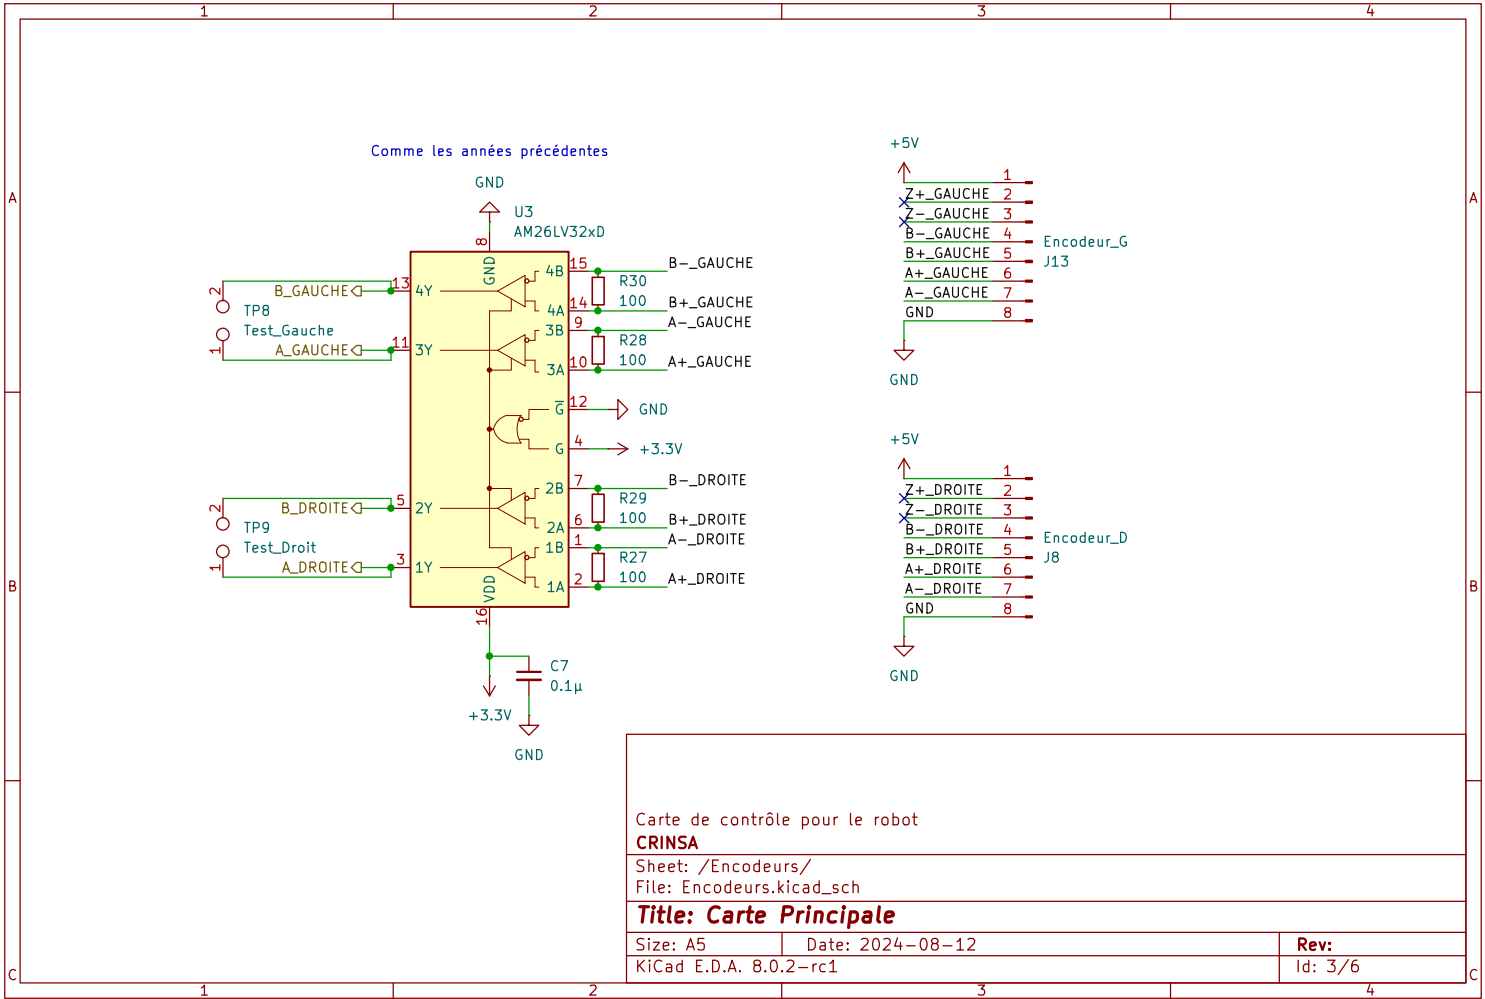 1 2 3 4
A A
B B
C C
Comme les années précédentes
GND
U3
AM26LV32xD
8
GND
13 4Y
11 3Y
5 2Y
3 1Y
4B 15
4A 14
3B 9
3A 10
G 12
G 4
2B 7
2A 6
1B 1
1A 2
VDD
16
B-_GAUCHE
R30
100
B+_GAUCHE
A-_GAUCHE
R28
100
A+_GAUCHE
GND
+3.3V
B-_DROITE
R29
100
B+_DROITE
A-_DROITE
R27
100
A+_DROITE
2
B_GAUCHE
TP8
Test_Gauche
1
A_GAUCHE
2
B_DROITE
TP9
Test_Droit
1
A_DROITE
C7
0.1µ
+3.3V
GND
+5V
1
Z+_GAUCHE 2
Z-_GAUCHE 3
B-_GAUCHE 4
B+_GAUCHE 5
A+_GAUCHE 6
A-_GAUCHE 7
GND 8
Encodeur_G
J13
GND
+5V
1
Z+_DROITE 2
Z-_DROITE 3
B-_DROITE 4
B+_DROITE 5
A+_DROITE 6
A-_DROITE 7
GND 8
Encodeur_D
J8
GND
Carte de contrôle pour le robot
CRINSA
Sheet: /Encodeurs/
File: Encodeurs.kicad_sch
Title: Carte Principale
Size: A5 Date: 2024-08-12 Rev:
KiCad E.D.A. 8.0.2-rc1 Id: 3/6
1 2 3 4